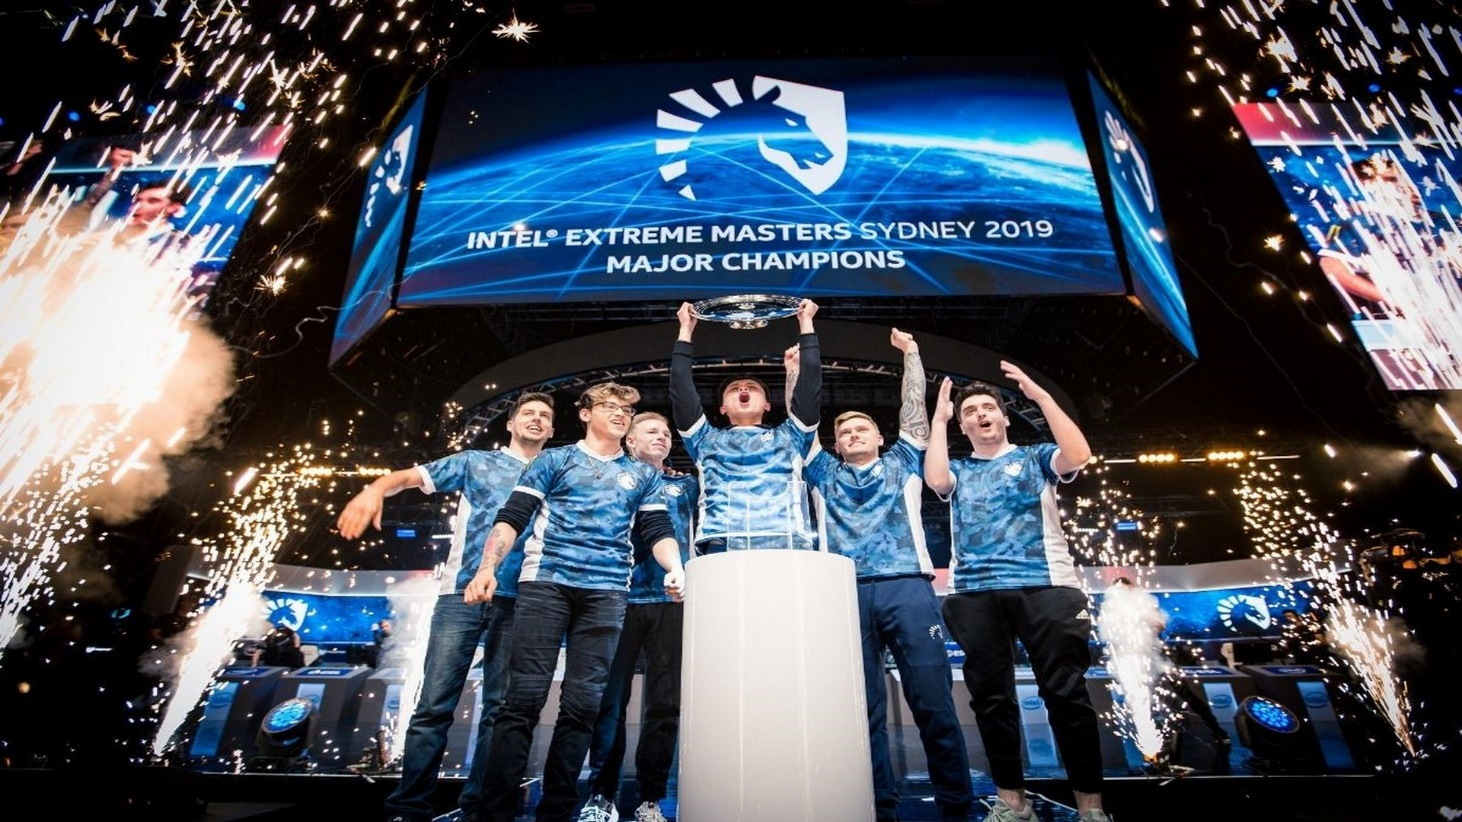 INTEL® EXTREME MASTERS SYDNEY 2019
MAJOR CHAMPIONS